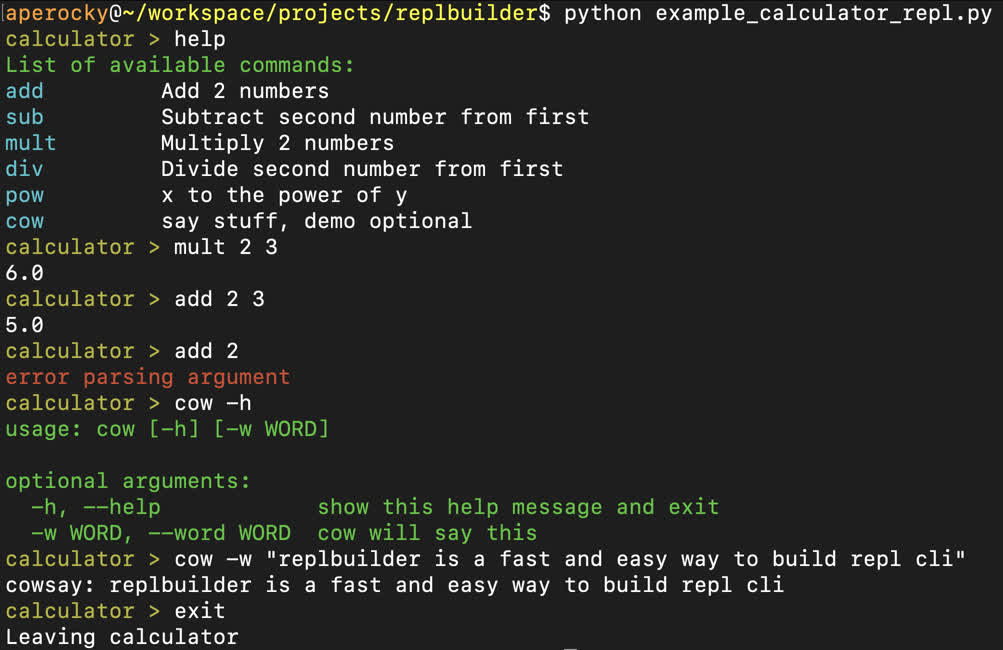 aperocky@~/workspace/projects/replbuilder$ python example_calculator_repl.py
calculator > help
List of available commands:
add         Add 2 numbers
sub         Subtract second number from first
mult        Multiply 2 numbers
div         Divide second number from first
pow         x to the power of y
cow         say stuff, demo optional
calculator > mult 2 3
6.0
calculator > add 2 3
5.0
calculator > add 2
error parsing argument
calculator > cow -h
usage: cow [-h] [-w WORD]

optional arguments:
  -h, --help            show this help message and exit
  -w WORD, --word WORD  cow will say this
calculator > cow -w "replbuilder is a fast and easy way to build repl cli"
cowsay: replbuilder is a fast and easy way to build repl cli
calculator > exit
Leaving calculator